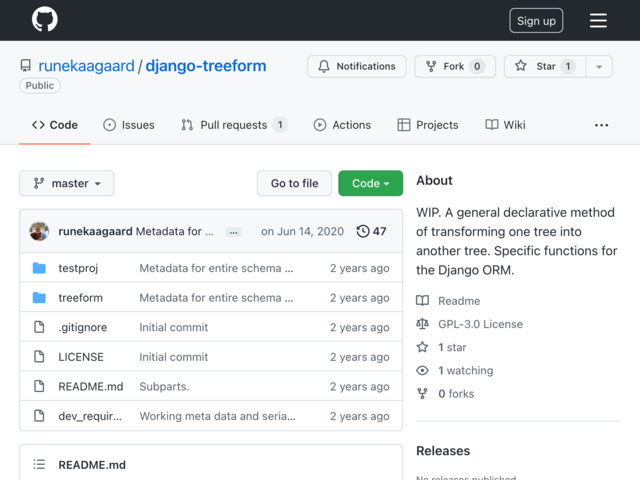 Sign up
runekaagaard / django-treeform
Public
Notifications
Fork 0
Star 1
Code
Issues
Pull requests 1
Actions
Projects
Wiki
master
Go to file
Code
runekaagaard Metadata for ... on Jun 14, 2020 47
testproj Metadata for entire schema ... 2 years ago
treeform Metadata for entire schema ... 2 years ago
.gitignore Initial commit 2 years ago
LICENSE Initial commit 2 years ago
README.md Subparts. 2 years ago
dev_requir... Working meta data and seria... 2 years ago
README.md
About
WIP. A general declarative method
of transforming one tree into
another tree. Specific functions for
the Django ORM.
Readme
GPL-3.0 License
1 star
1 watching
0 forks
Releases
No releases published